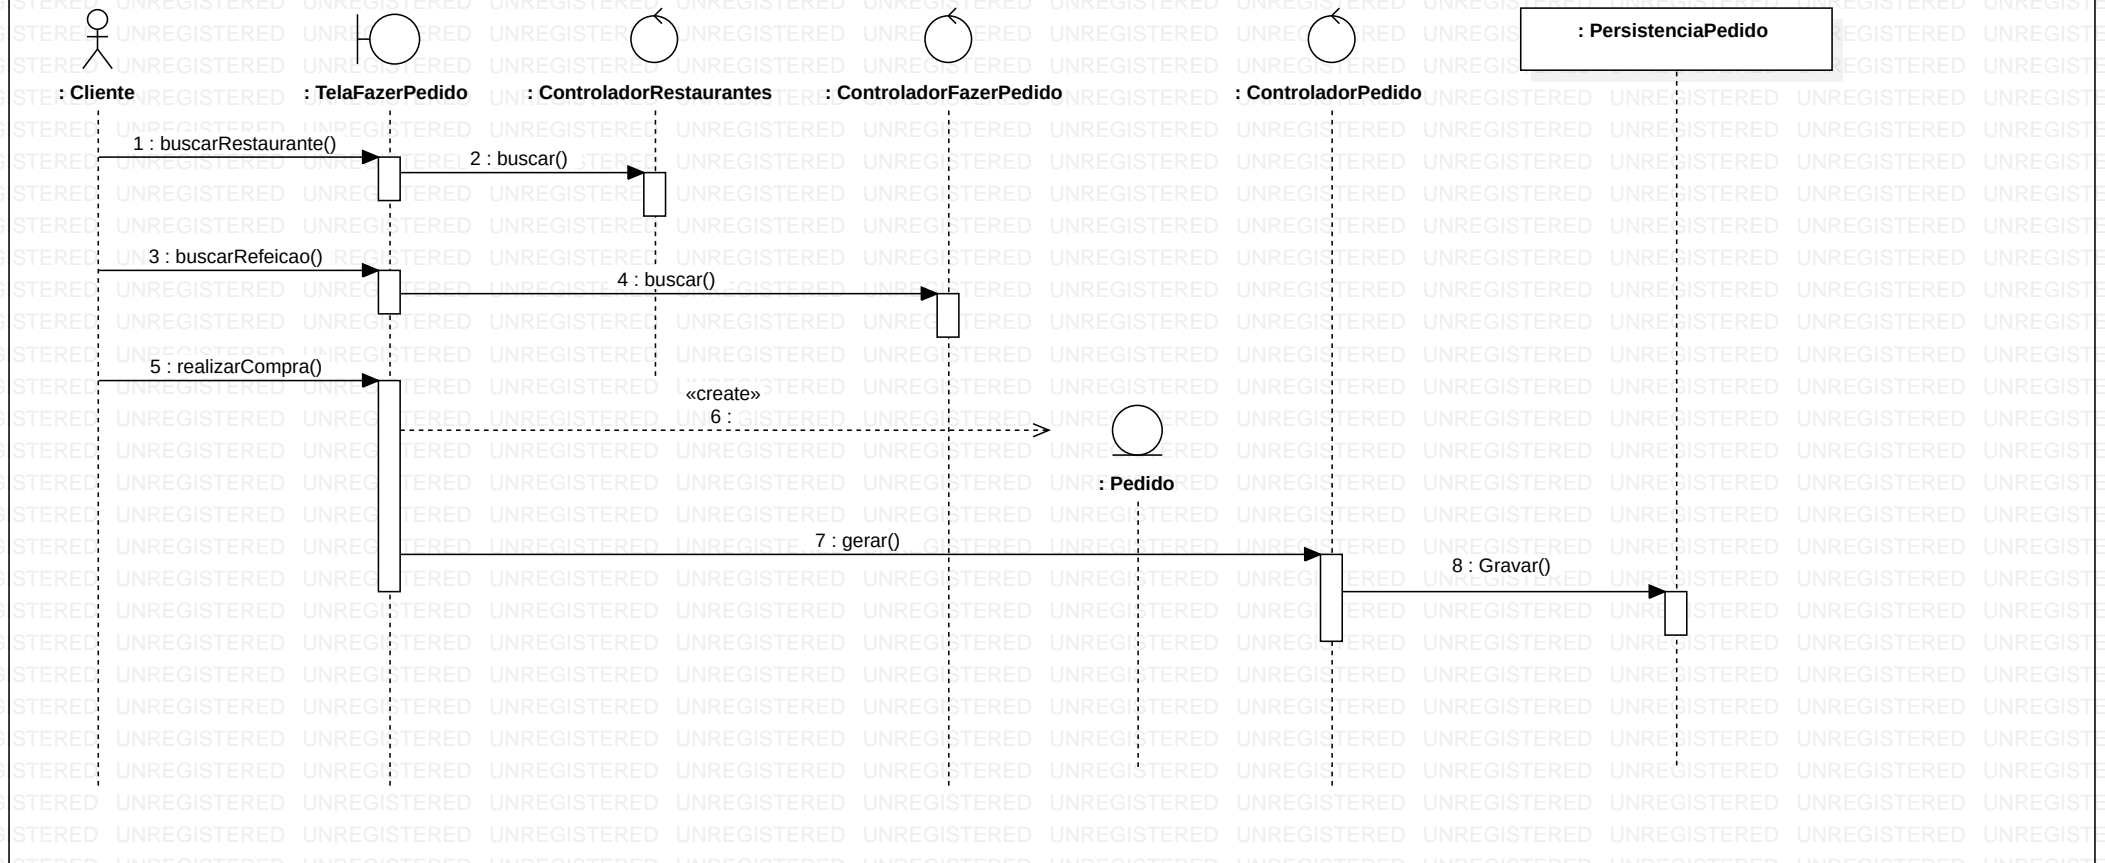 : PersistenciaPedido
: Cliente
: TelaFazerPedido
: ControladorRestaurantes
: ControladorFazerPedido
: ControladorPedido
1 : buscarRestaurante()
2 : buscar()
3 : buscarRefeicao()
4 : buscar()
5 : realizarCompra()
«create»
6 :
: Pedido
7 : gerar()
8 : Gravar()
UNREGISTERED